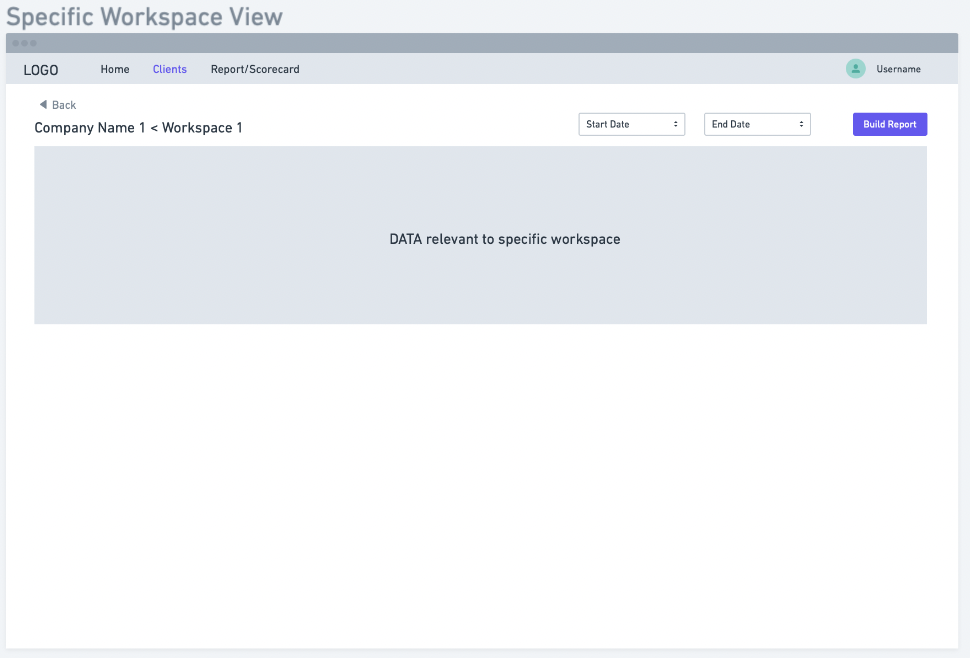 Specific Workspace View
LOGO Home Clients Report/Scorecard Username
Back
Company Name 1 < Workspace 1 Start Date End Date Build Report
DATA relevant to specific workspace